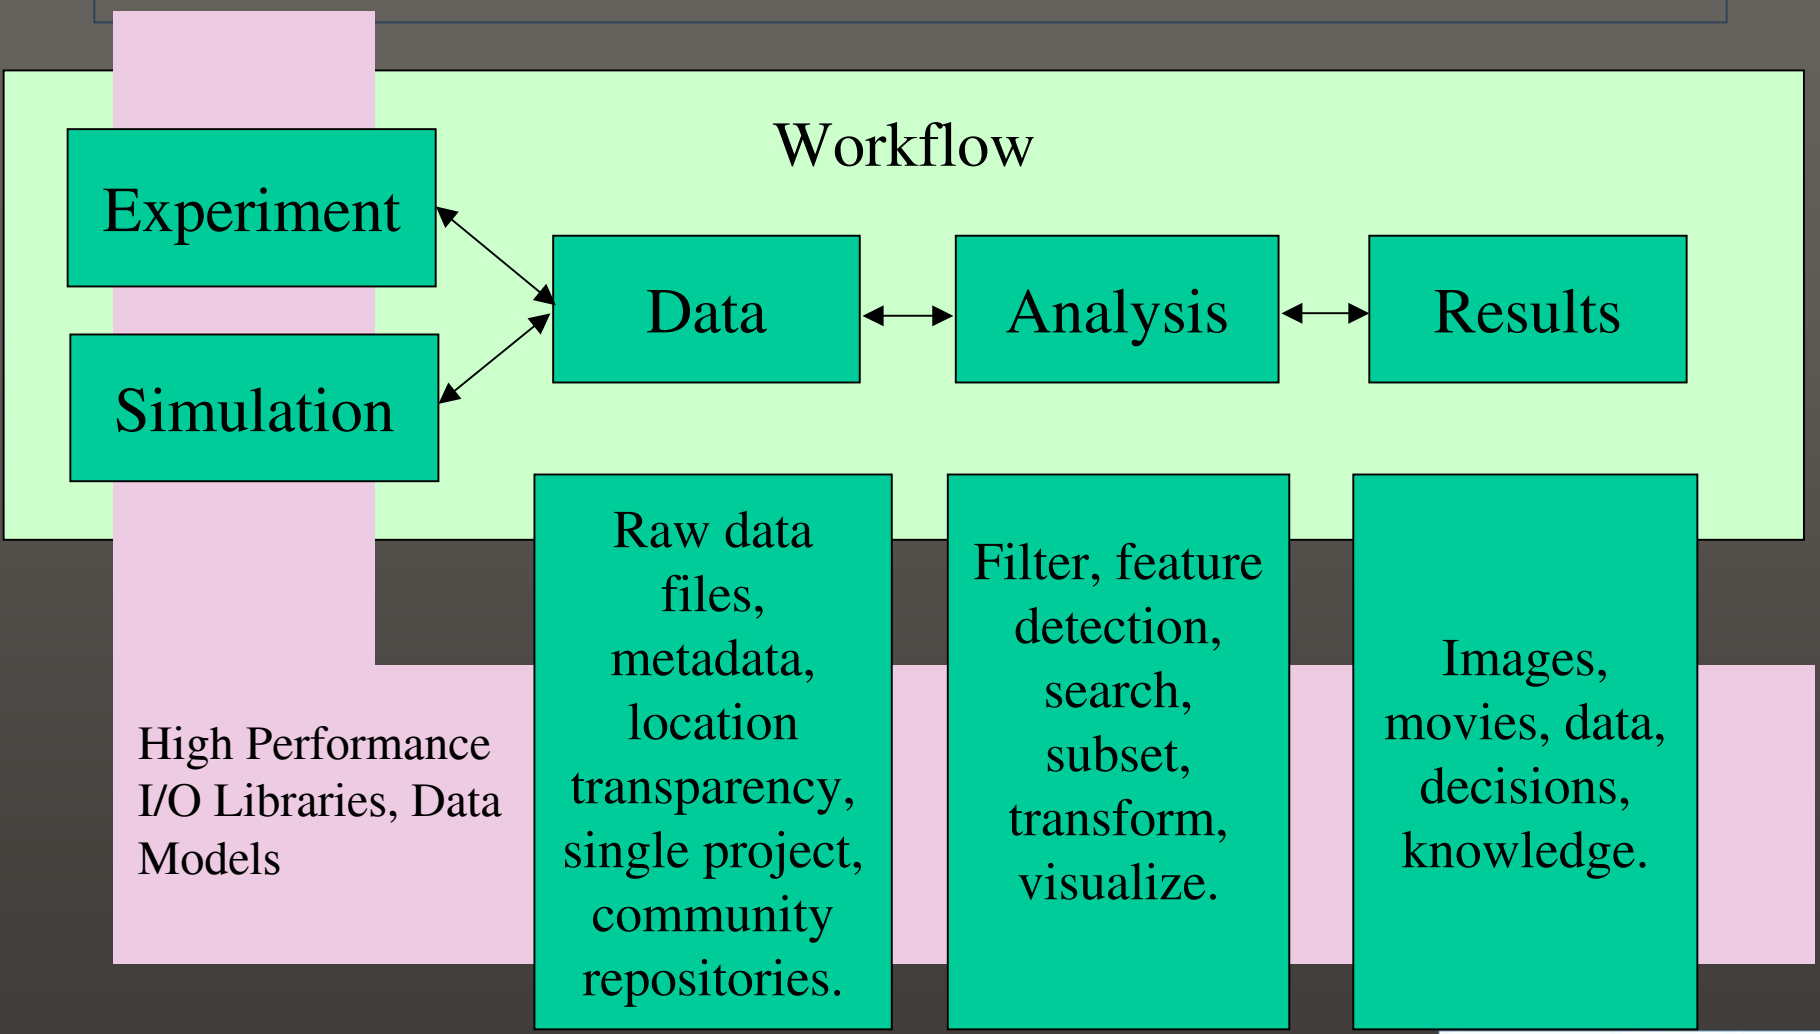 Workflow
Experiment
Simulation
Data
Analysis
Results
High Performance
I/O Libraries, Data
Models
Raw data
files,
metadata,
location
transparency,
single project,
community
repositories.
Filter, feature
detection,
search,
subset,
transform,
visualize.
Images,
movies, data,
decisions,
knowledge.